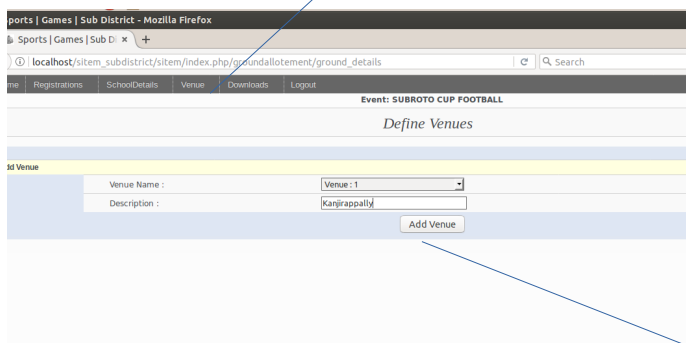 ports | Games | Sub District - Mozilla Firefox
Sports | Games | Sub Di × +
localhost/sitem_subdistrict/sitem/index.php/groundallotement/ground_details Search
me Registrations SchoolDetails Venue Downloads Logout
Event: SUBROTO CUP FOOTBALL
Define Venues
dd Venue
Venue Name : Venue : 1
Description : Kanjirappally
Add Venue